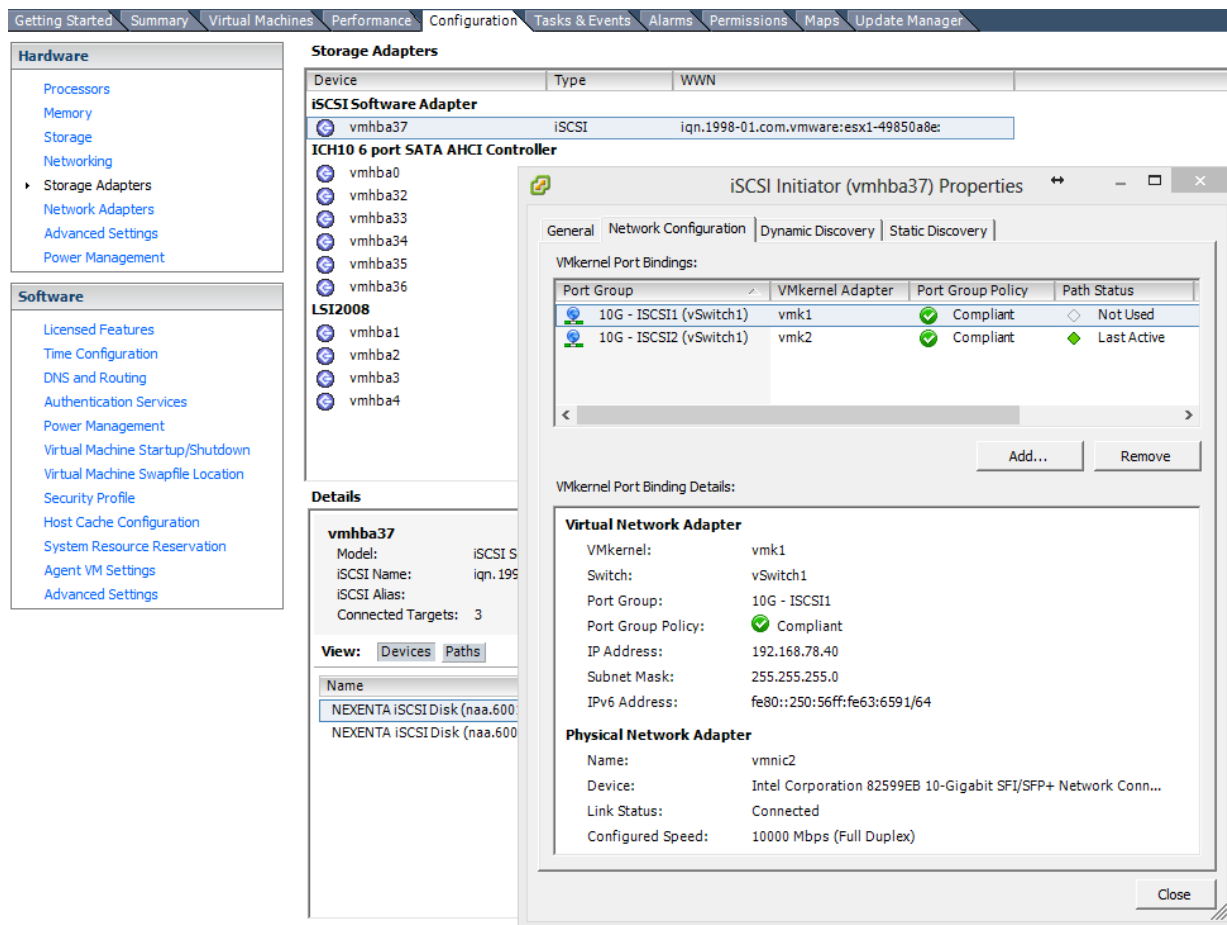 Getting Started Summary Virtual Machines Performance Configuration Tasks & Events Alarms Permissions Maps Update Manager
Hardware
Processors
Memory
Storage
Networking
Storage Adapters
Network Adapters
Advanced Settings
Power Management
Software
Licensed Features
Time Configuration
DNS and Routing
Authentication Services
Power Management
Virtual Machine Startup/Shutdown
Virtual Machine Swapfile Location
Security Profile
Host Cache Configuration
System Resource Reservation
Agent VM Settings
Advanced Settings
Storage Adapters
Device Type WWN
iSCSI Software Adapter
vmhba37 iSCSI iqn.1998-01.com.vmware:esx1-49850a8e:
ICH10 6 port SATA AHCI Controller
vmhba0
vmhba32
vmhba33
vmhba34
vmhba35
vmhba36
LSI2008
vmhba1
vmhba2
vmhba3
vmhba4
Details
vmhba37
Model: iSCSI S
iSCSI Name: iqn.199
iSCSI Alias:
Connected Targets: 3
View: Devices Paths
Name
NEXENTA iSCSI Disk (naa.600
NEXENTA iSCSI Disk (naa.600
iSCSI Initiator (vmhba37) Properties
General Network Configuration Dynamic Discovery Static Discovery
VMkernel Port Bindings:
Port Group VMkernel Adapter Port Group Policy Path Status
10G - ISCSI1 (vSwitch1) vmk1 Compliant Not Used
10G - ISCSI2 (vSwitch1) vmk2 Compliant Last Active
Add... Remove
VMkernel Port Binding Details:
Virtual Network Adapter
VMkernel: vmk1
Switch: vSwitch1
Port Group: 10G - ISCSI1
Port Group Policy: Compliant
IP Address: 192.168.78.40
Subnet Mask: 255.255.255.0
IPv6 Address: fe80::250:56ff:fe63:6591/64
Physical Network Adapter
Name: vmnic2
Device: Intel Corporation 82599EB 10-Gigabit SFI/SFP+ Network Conn...
Link Status: Connected
Configured Speed: 10000 Mbps (Full Duplex)
Close